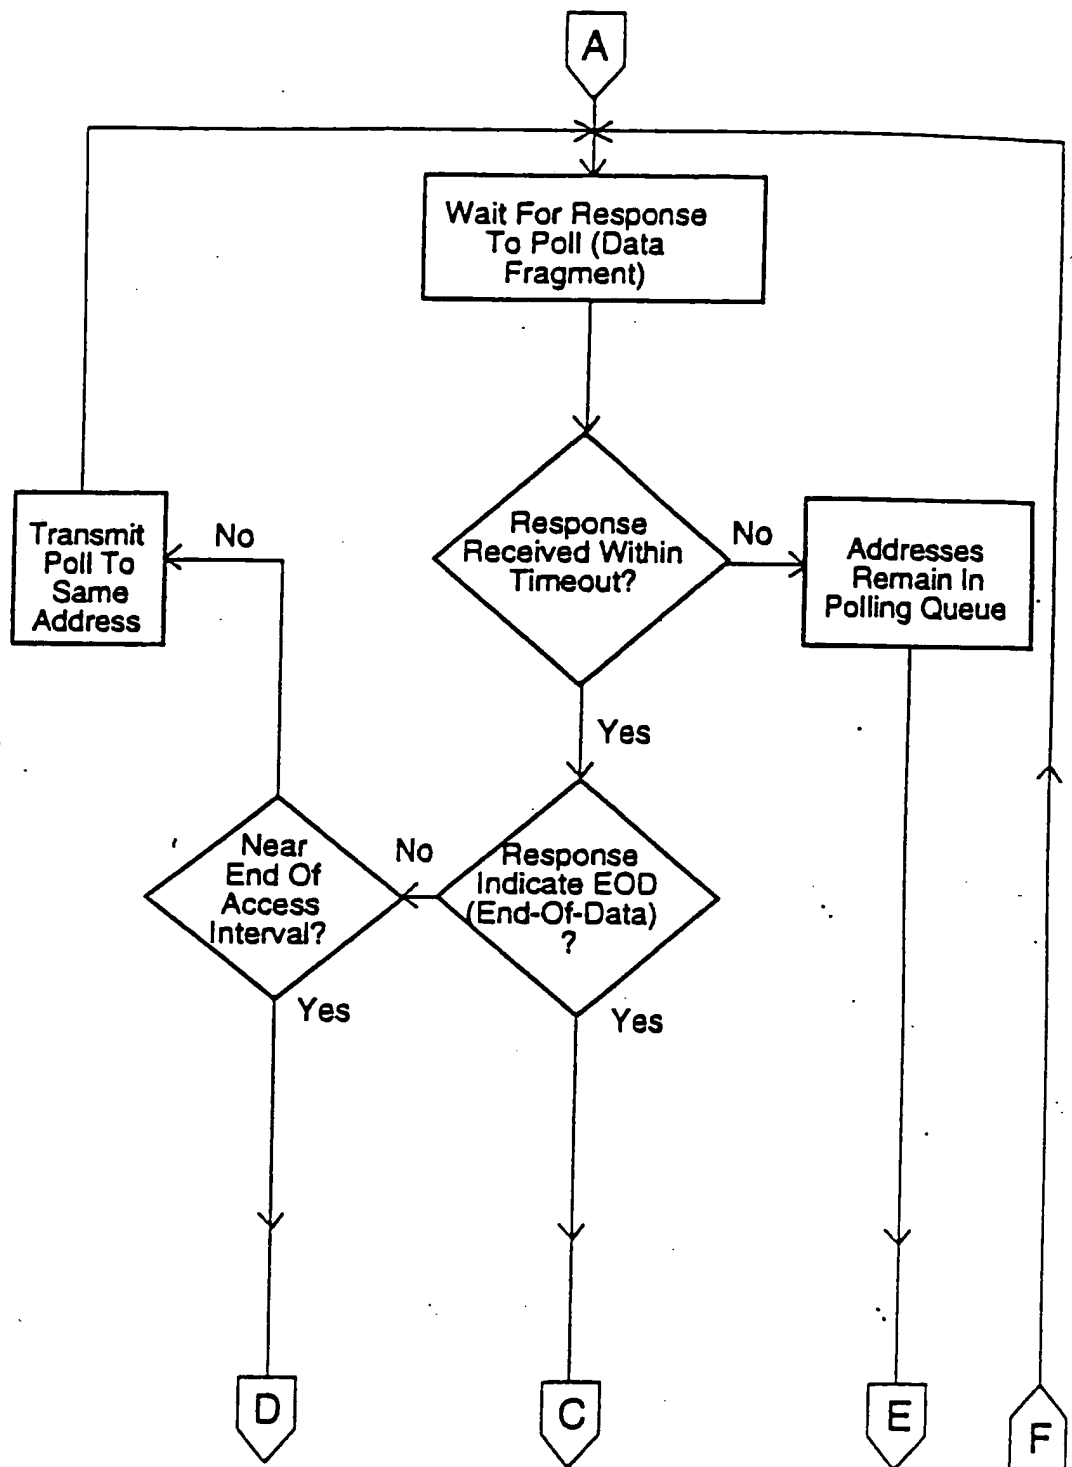 A
Wait For Response
To Poll (Data
Fragment)
Response
Received Within
Timeout?
No
Addresses
Remain In
Polling Queue
Transmit
Poll To
Same
Address
No
Yes
Response
Indicate EOD
(End-Of-Data)
?
No
Near
End Of
Access
Interval?
Yes
Yes
D
C
E
F